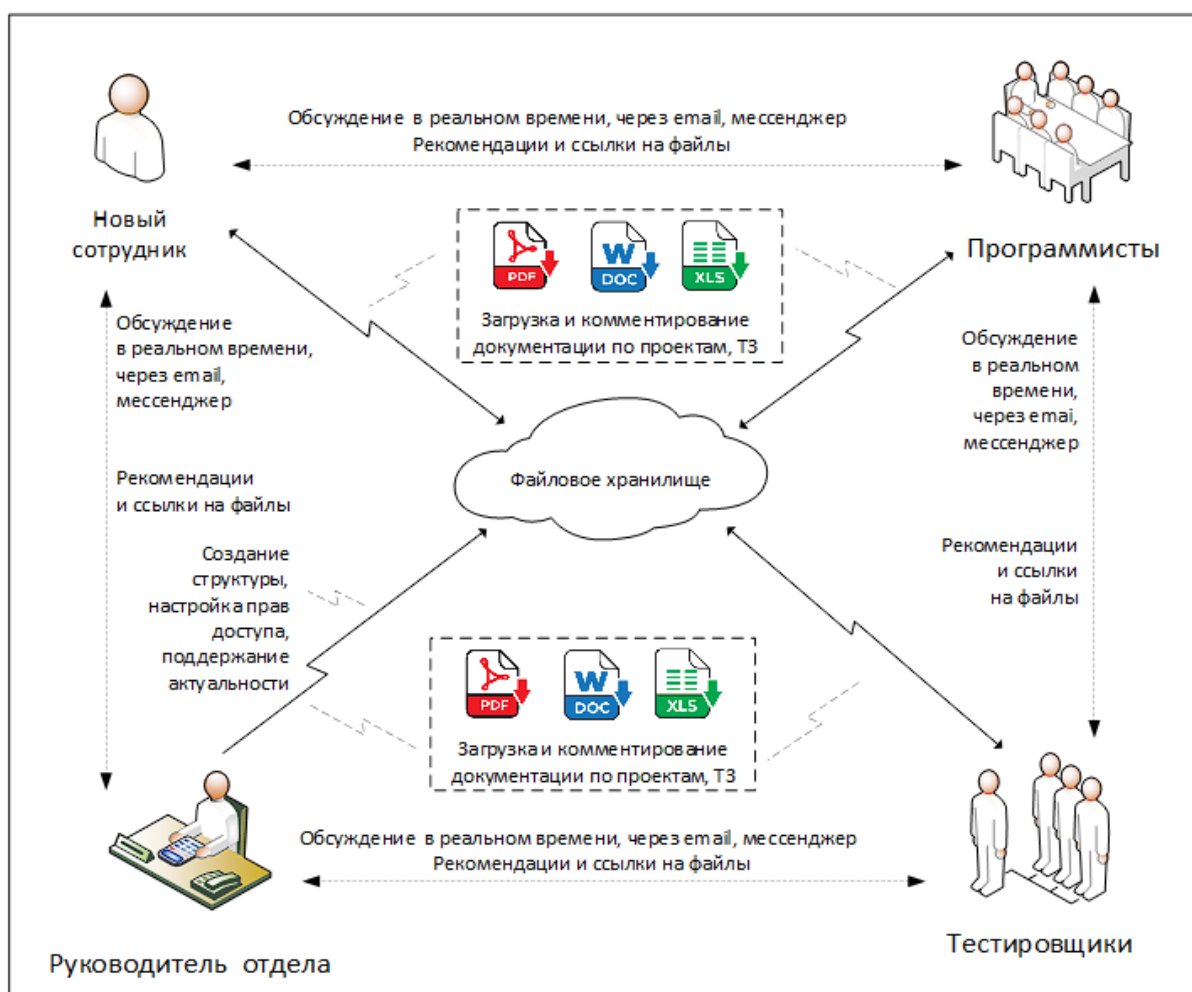 Обсуждение в реальном времени, через email, мессенджер
Рекомендации и ссылки на файлы
Новый
сотрудник
Программисты
PDF
DOC
XLS
Загрузка и комментирование
документации по проектам, ТЗ
Обсуждение
в реальном времени,
через email,
мессенджер
Рекомендации
и ссылки на файлы
Обсуждение
в реальном
времени,
через emai,
мессенджер
Рекомендации
и ссылки
на файлы
Файловое хранилище
Создание
структуры,
настройка прав
доступа,
поддержание
актуальности
PDF
DOC
XLS
Загрузка и комментирование
документации по проектам, ТЗ
Обсуждение в реальном времени, через email, мессенджер
Рекомендации и ссылки на файлы
Руководитель отдела
Тестировщики